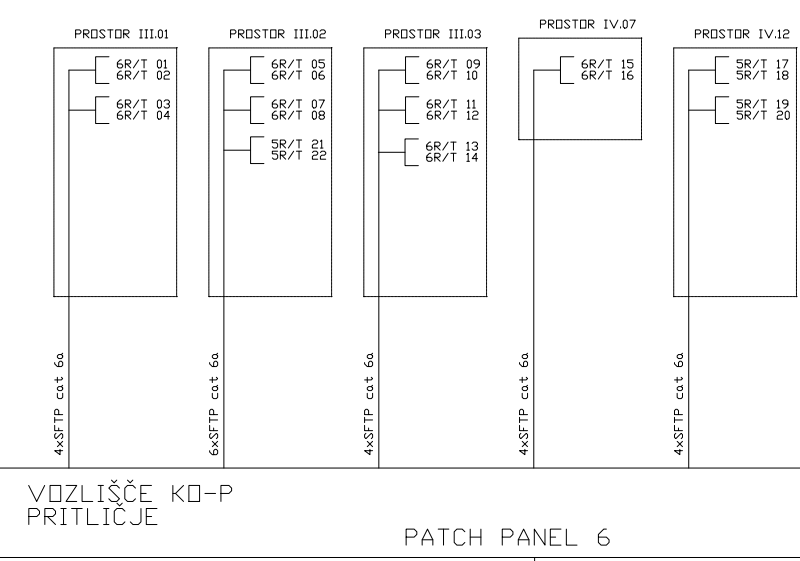 PROSTOR III.01
6R/T 01
6R/T 02
6R/T 03
6R/T 04
4xSFTP cat 6a
PROSTOR III.02
6R/T 05
6R/T 06
6R/T 07
6R/T 08
5R/T 21
5R/T 22
6xSFTP cat 6a
PROSTOR III.03
6R/T 09
6R/T 10
6R/T 11
6R/T 12
6R/T 13
6R/T 14
4xSFTP cat 6a
PROSTOR IV.07
6R/T 15
6R/T 16
4xSFTP cat 6a
PROSTOR IV.12
5R/T 17
5R/T 18
5R/T 19
5R/T 20
4xSFTP cat 6a
VOZLIŠČE KO-P
PRITLIČJE
PATCH PANEL 6